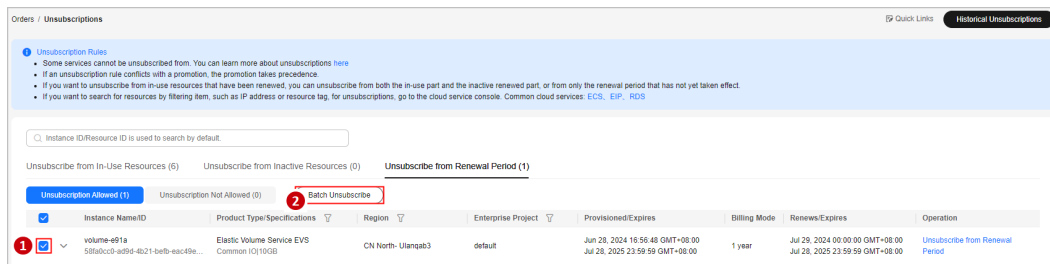 Orders / Unsubscriptions
Quick Links
Historical Unsubscriptions
Unsubscription Rules
Some services cannot be unsubscribed from. You can learn more about unsubscriptions here
If an unsubscription rule conflicts with a promotion, the promotion takes precedence.
If you want to unsubscribe from in-use resources that have been renewed, you can unsubscribe from both the in-use part and the inactive renewed part, or from only the renewal period that has not yet taken effect.
If you want to search for resources by filtering item, such as IP address or resource tag, for unsubscriptions, go to the cloud service console. Common cloud services: ECS、EIP、RDS
Instance ID/Resource ID is used to search by default.
Unsubscribe from In-Use Resources (6) Unsubscribe from Inactive Resources (0) Unsubscribe from Renewal Period (1)
Unsubscription Allowed (1) Unsubscription Not Allowed (0) 2 Batch Unsubscribe
Instance Name/ID Product Type/Specifications Region Enterprise Project Provisioned/Expires Billing Mode Renews/Expires Operation
1
volume-e91a Elastic Volume Service EVS CN North- Ulanqab3 default Jun 28, 2024 16:56:48 GMT+08:00 1 year Jul 29, 2024 00:00:00 GMT+08:00 Unsubscribe from Renewal
58fa0cc0-ad9d-4b21-befb-eac49e... Common IO|10GB Jul 28, 2025 23:59:59 GMT+08:00 Jul 28, 2025 23:59:59 GMT+08:00 Period